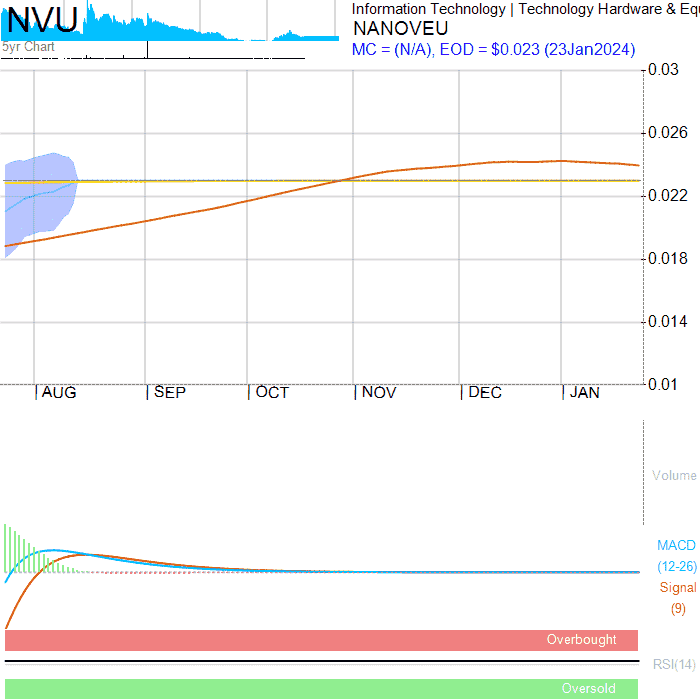 NVU
5yr Chart
Information Technology | Technology Hardware & Equ
NANOVEU
MC = (N/A), EOD = $0.023 (23Jan2024)
0.03
0.026
0.022
0.018
0.014
0.01
AUG SEP OCT NOV DEC JAN
Volume
MACD
(12-26)
Signal
(9)
Overbought
RSI(14)
Oversold